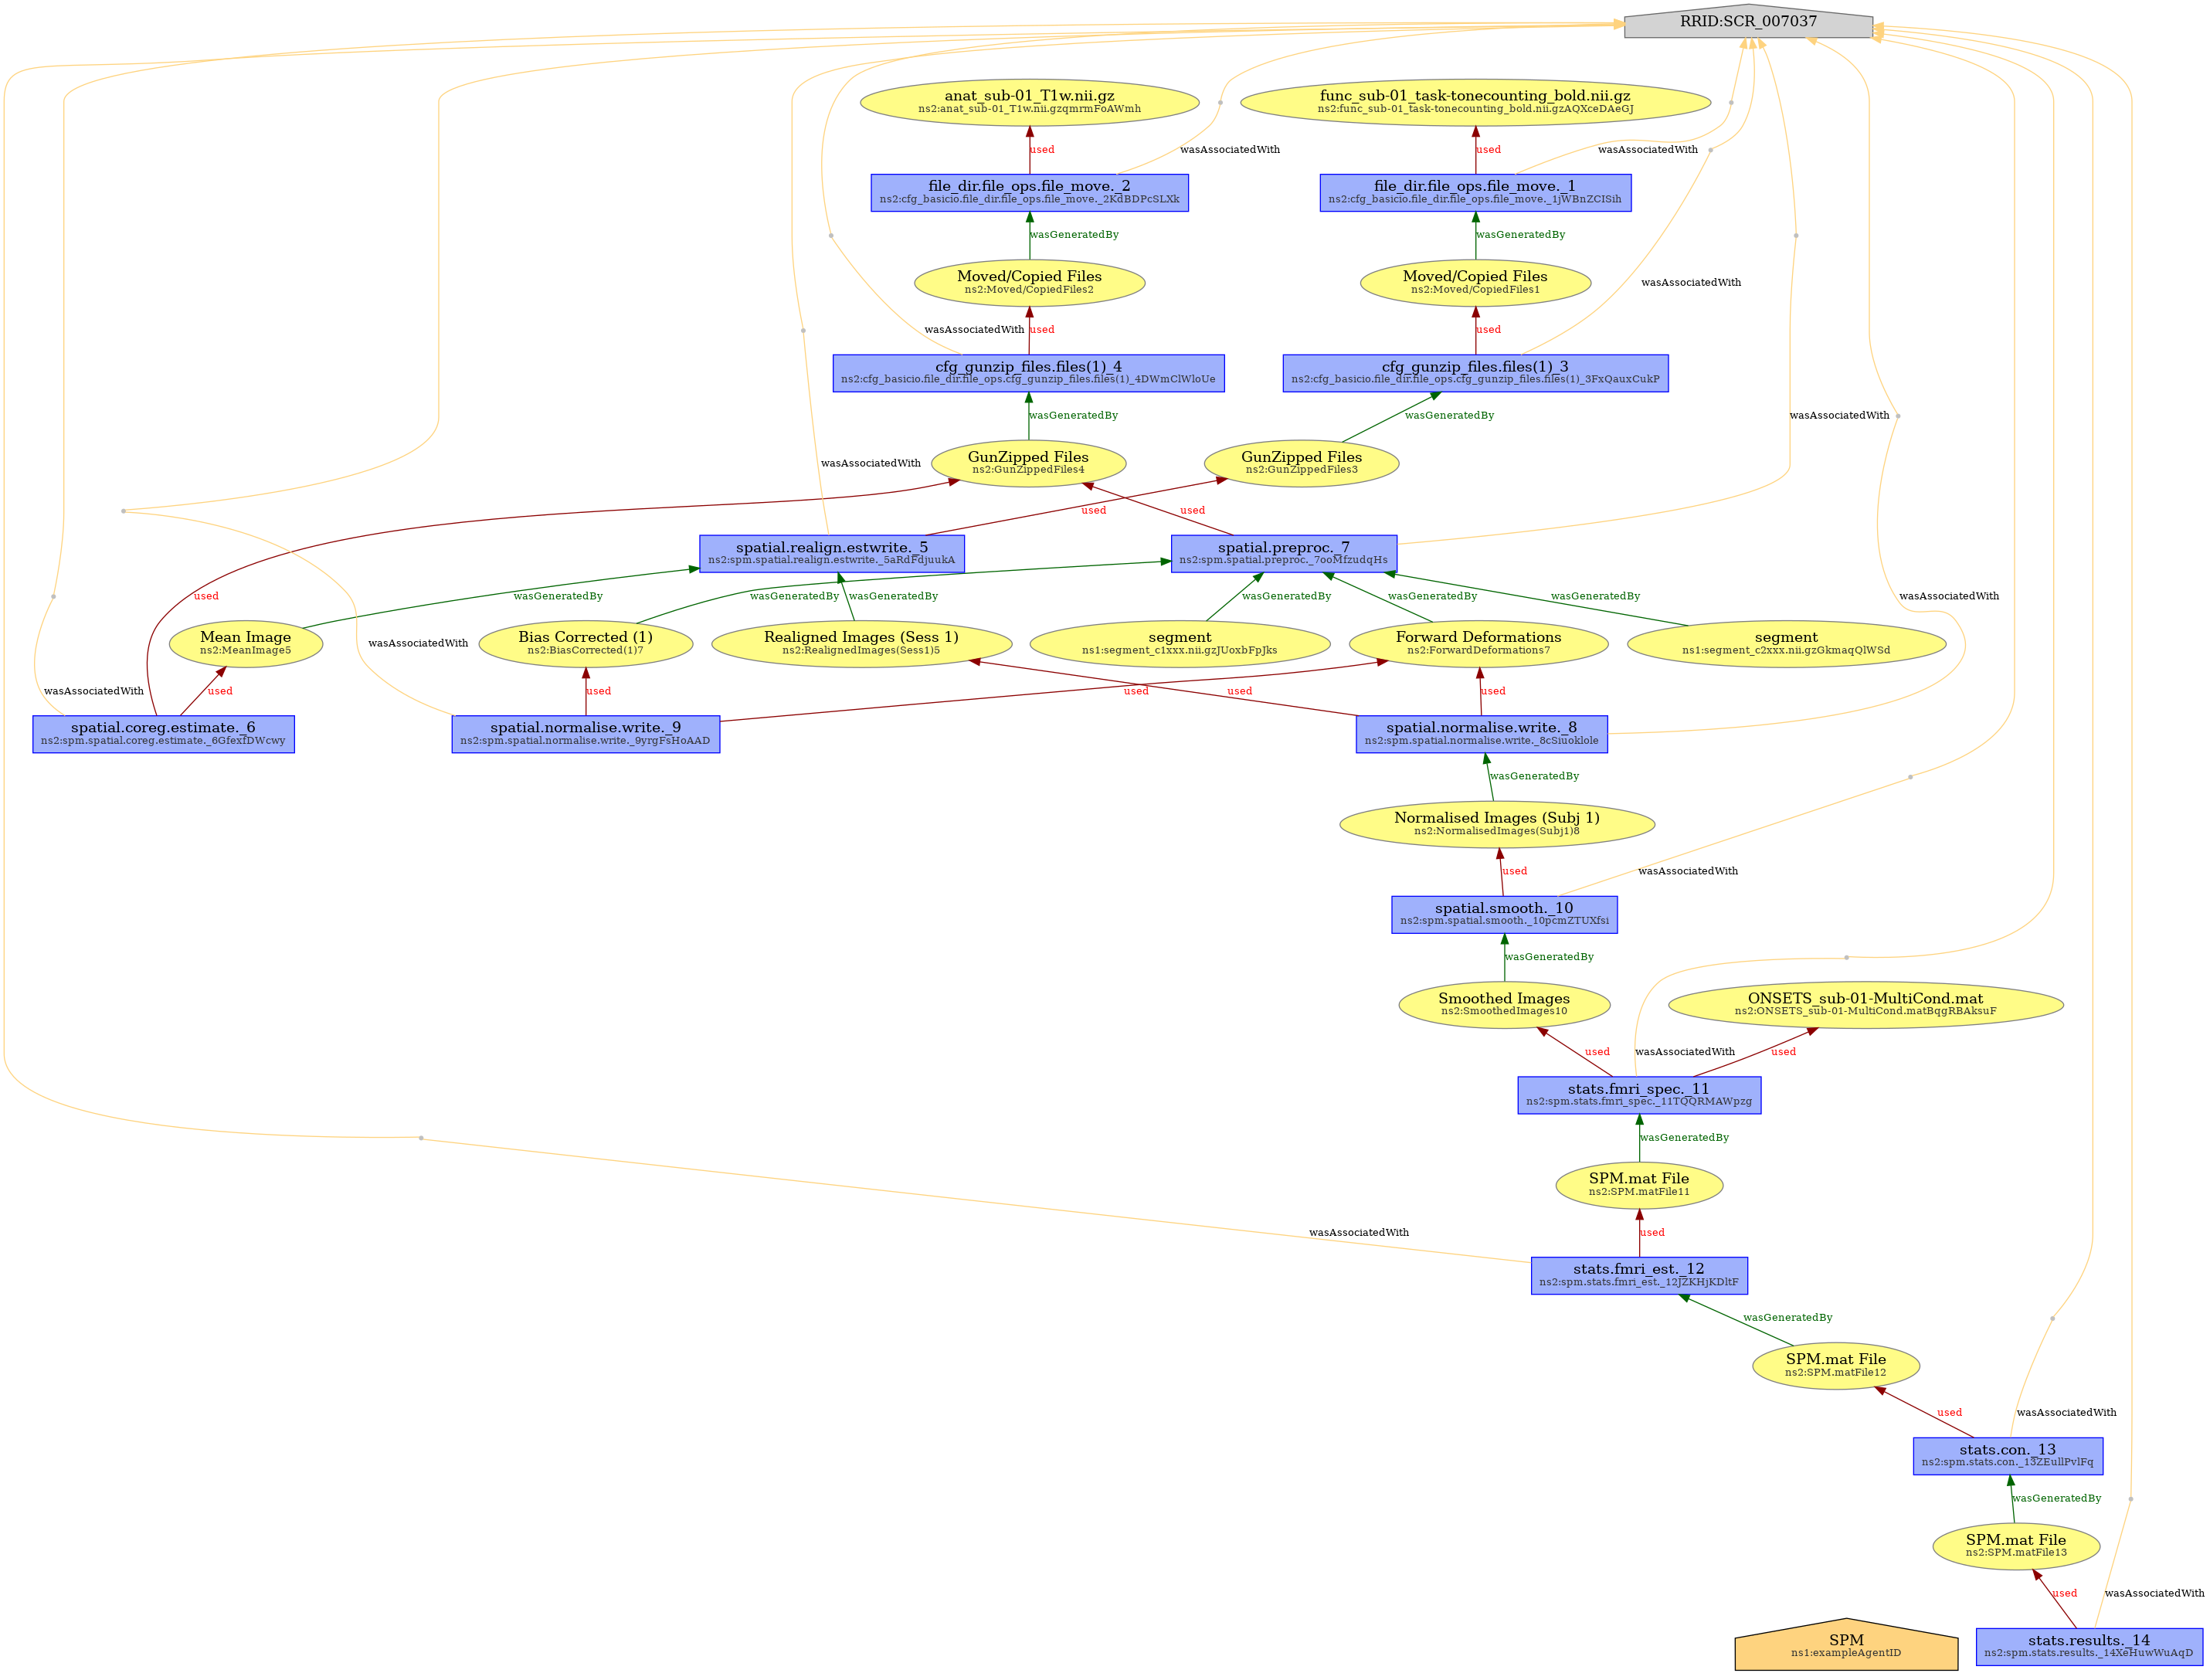 RRID:SCR_007037
anat_sub-01_T1w.nii.gz
ns2:anat_sub-01_T1w.nii.gzqmrmFoAWmh
func_sub-01_task-tonecounting_bold.nii.gz
ns2:func_sub-01_task-tonecounting_bold.nii.gzAQXceDAeGJ
used
wasAssociatedWith
used
wasAssociatedWith
file_dir.file_ops.file_move._2
ns2:cfg_basicio.file_dir.file_ops.file_move._2KdBDPcSLXk
file_dir.file_ops.file_move._1
ns2:cfg_basicio.file_dir.file_ops.file_move._1jWBnZCISih
wasGeneratedBy
wasGeneratedBy
Moved/Copied Files
ns2:Moved/CopiedFiles2
Moved/Copied Files
ns2:Moved/CopiedFiles1
wasAssociatedWith
wasAssociatedWith
used
used
cfg_gunzip_files.files(1)_4
ns2:cfg_basicio.file_dir.file_ops.cfg_gunzip_files.files(1)_4DWmClWloUe
cfg_gunzip_files.files(1)_3
ns2:cfg_basicio.file_dir.file_ops.cfg_gunzip_files.files(1)_3FxQauxCukP
wasGeneratedBy
wasGeneratedBy
wasAssociatedWith
GunZipped Files
ns2:GunZippedFiles4
GunZipped Files
ns2:GunZippedFiles3
wasAssociatedWith
used
used
spatial.realign.estwrite._5
ns2:spm.spatial.realign.estwrite._5aRdFdjuukA
spatial.preproc._7
ns2:spm.spatial.preproc._7ooMfzudqHs
used
wasGeneratedBy
wasGeneratedBy
wasGeneratedBy
wasGeneratedBy
wasGeneratedBy
wasGeneratedBy
wasAssociatedWith
Mean Image
ns2:MeanImage5
wasAssociatedWith
Bias Corrected (1)
ns2:BiasCorrected(1)7
Realigned Images (Sess 1)
ns2:RealignedImages(Sess1)5
segment
ns1:segment_c1xxx.nii.gzJUoxbFpJks
Forward Deformations
ns2:ForwardDeformations7
segment
ns1:segment_c2xxx.nii.gzGkmaqQlWSd
wasAssociatedWith
used
used
used
used
used
spatial.coreg.estimate._6
ns2:spm.spatial.coreg.estimate._6GfexfDWcwy
spatial.normalise.write._9
ns2:spm.spatial.normalise.write._9yrgFsHoAAD
spatial.normalise.write._8
ns2:spm.spatial.normalise.write._8cSiuoklole
wasGeneratedBy
Normalised Images (Subj 1)
ns2:NormalisedImages(Subj1)8
used
wasAssociatedWith
spatial.smooth._10
ns2:spm.spatial.smooth._10pcmZTUXfsi
wasGeneratedBy
Smoothed Images
ns2:SmoothedImages10
ONSETS_sub-01-MultiCond.mat
ns2:ONSETS_sub-01-MultiCond.matBqgRBAksuF
used
wasAssociatedWith
used
stats.fmri_spec._11
ns2:spm.stats.fmri_spec._11TQQRMAWpzg
wasGeneratedBy
SPM.mat File
ns2:SPM.matFile11
wasAssociatedWith
used
stats.fmri_est._12
ns2:spm.stats.fmri_est._12JZKHjKDltF
wasGeneratedBy
SPM.mat File
ns2:SPM.matFile12
used
wasAssociatedWith
stats.con._13
ns2:spm.stats.con._13ZEullPvlFq
wasGeneratedBy
SPM.mat File
ns2:SPM.matFile13
used
wasAssociatedWith
SPM
ns1:exampleAgentID
stats.results._14
ns2:spm.stats.results._14XeHuwWuAqD